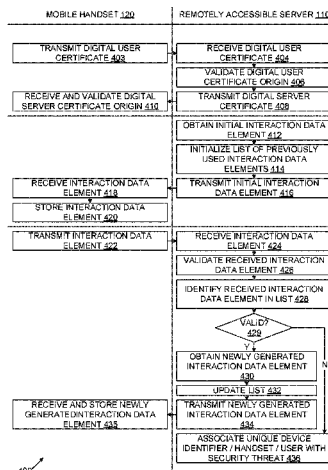 MOBILE HANDSET 120
REMOTELY ACCESSIBLE SERVER 110
TRANSMIT DIGITAL USER
CERTIFICATE 403
RECEIVE DIGITAL USER
CERTIFICATE 404
VALIDATE DIGITAL USER
CERTIFICATE ORIGIN 406
RECEIVE AND VALIDATE DIGITAL
SERVER CERTIFICATE ORIGIN 410
TRANSMIT DIGITAL SERVER
CERTIFICATE 408
OBTAIN INITIAL INTERACTION DATA
ELEMENT 412
INITIALIZE LIST OF PREVIOUSLY
USED INTERACTION DATA
ELEMENTS 414
RECEIVE INTERACTION DATA
ELEMENT 418
TRANSMIT INITIAL INTERACTION DATA
ELEMENT 416
STORE INTERACTION DATA
ELEMENT 420
TRANSMIT INTERACTION DATA
ELEMENT 422
RECEIVE INTERACTION DATA
ELEMENT 424
VALIDATE RECEIVED INTERACTION
DATA ELEMENT 426
IDENTIFY RECEIVED INTERACTION
DATA ELEMENT IN LIST 428
VALID?
429
Y
N
OBTAIN NEWLY GENERATED
INTERACTION DATA ELEMENT
430
UPDATE LIST 432
RECEIVE AND STORE NEWLY
GENERATED INTERACTION DATA
ELEMENT 435
TRANSMIT NEWLY GENERATED
INTERACTION DATA ELEMENT
434
ASSOCIATE UNIQUE DEVICE
IDENTIFIER / HANDSET / USER WITH
SECURITY THREAT 436